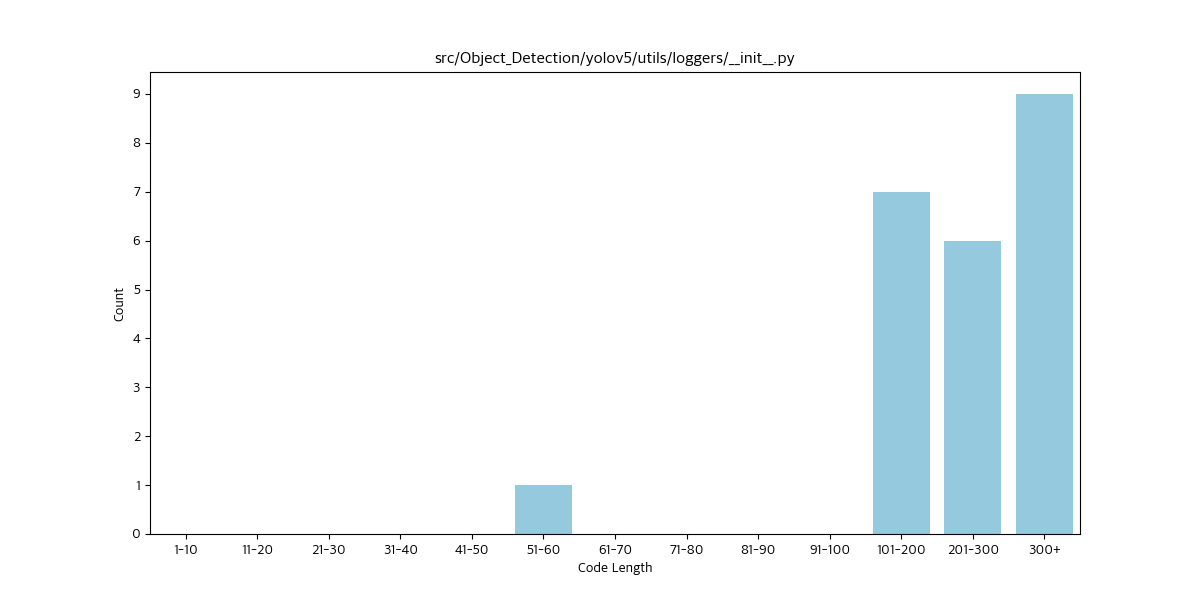 src/Object_Detection/yolov5/utils/loggers/__init__.py
9
8
7
6
5
4
3
2
1
0
Count
1-10 11-20 21-30 31-40 41-50 51-60 61-70 71-80 81-90 91-100 101-200 201-300 300+
Code Length